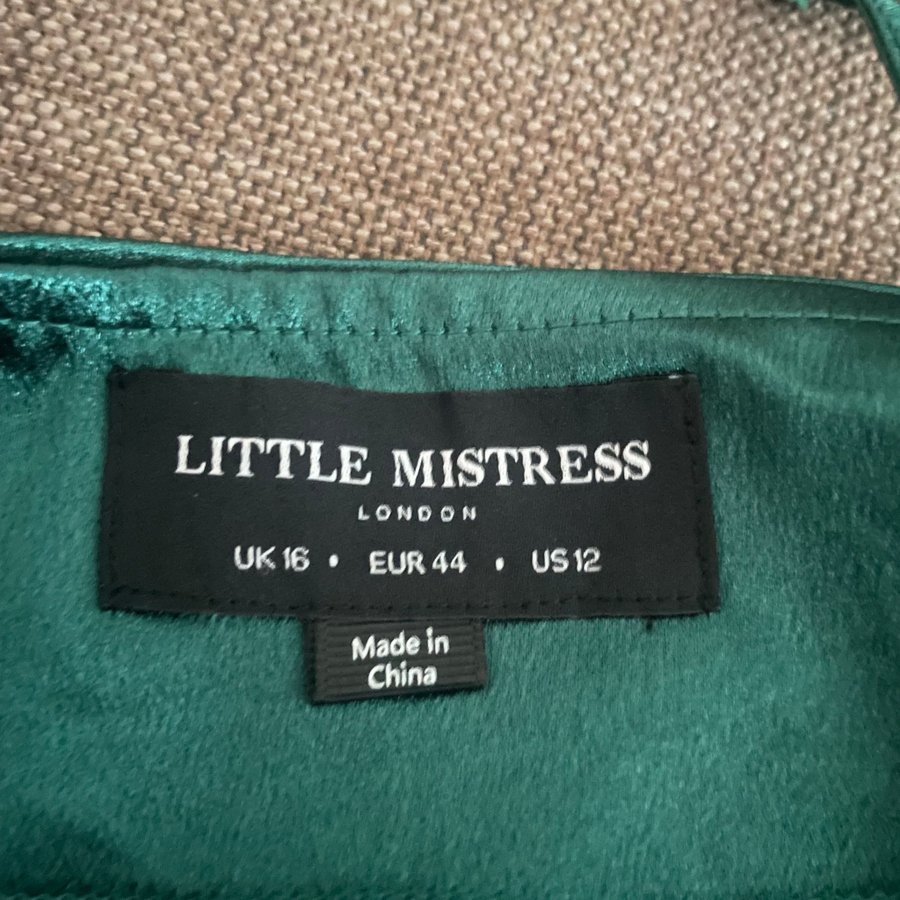 LITTLE MISTRESS
LONDON
UK 16 • EUR 44 • US 12
Made in
China